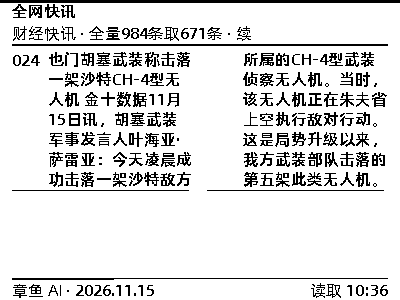 全网快讯
财经快讯 · 全量984条取671条 · 续
024 也门胡塞武装称击落
一架沙特CH-4型无
人机 金十数据11月
15日讯，胡塞武装
军事发言人叶海亚·
萨雷亚：今天凌晨成
功击落一架沙特敌方
所属的CH-4型武装
侦察无人机。当时，
该无人机正在朱夫省
上空执行敌对行动。
这是局势升级以来，
我方武装部队击落的
第五架此类无人机。
章鱼 AI · 2026.11.15
读取 10:36